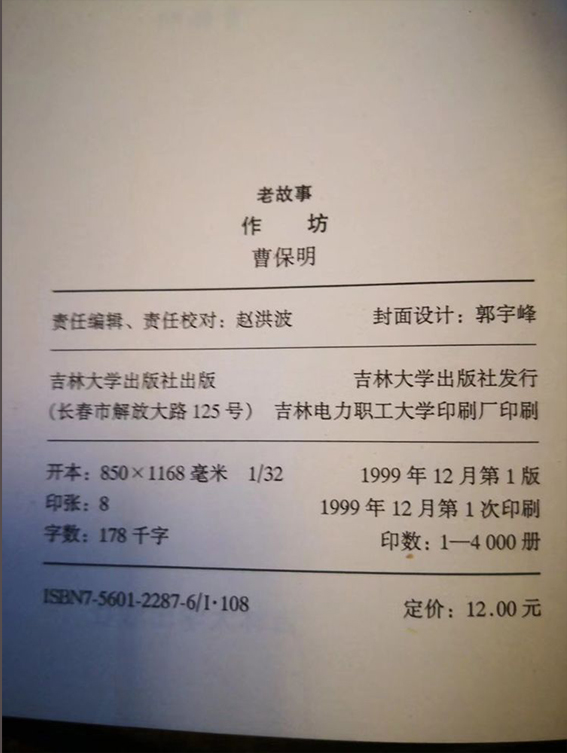 老故事
作 坊
曹保明
责任编辑、责任校对：赵洪波 封面设计：郭宇峰
吉林大学出版社出版 吉林大学出版社发行
(长春市解放大路125号) 吉林电力职工大学印刷厂印刷
开本：850×1168毫米 1/32 1999年12月第1版
印张：8 1999年12月第1次印刷
字数：178千字 印数：1—4 000册
ISBN7-5601-2287-6/I·108 定价：12.00元